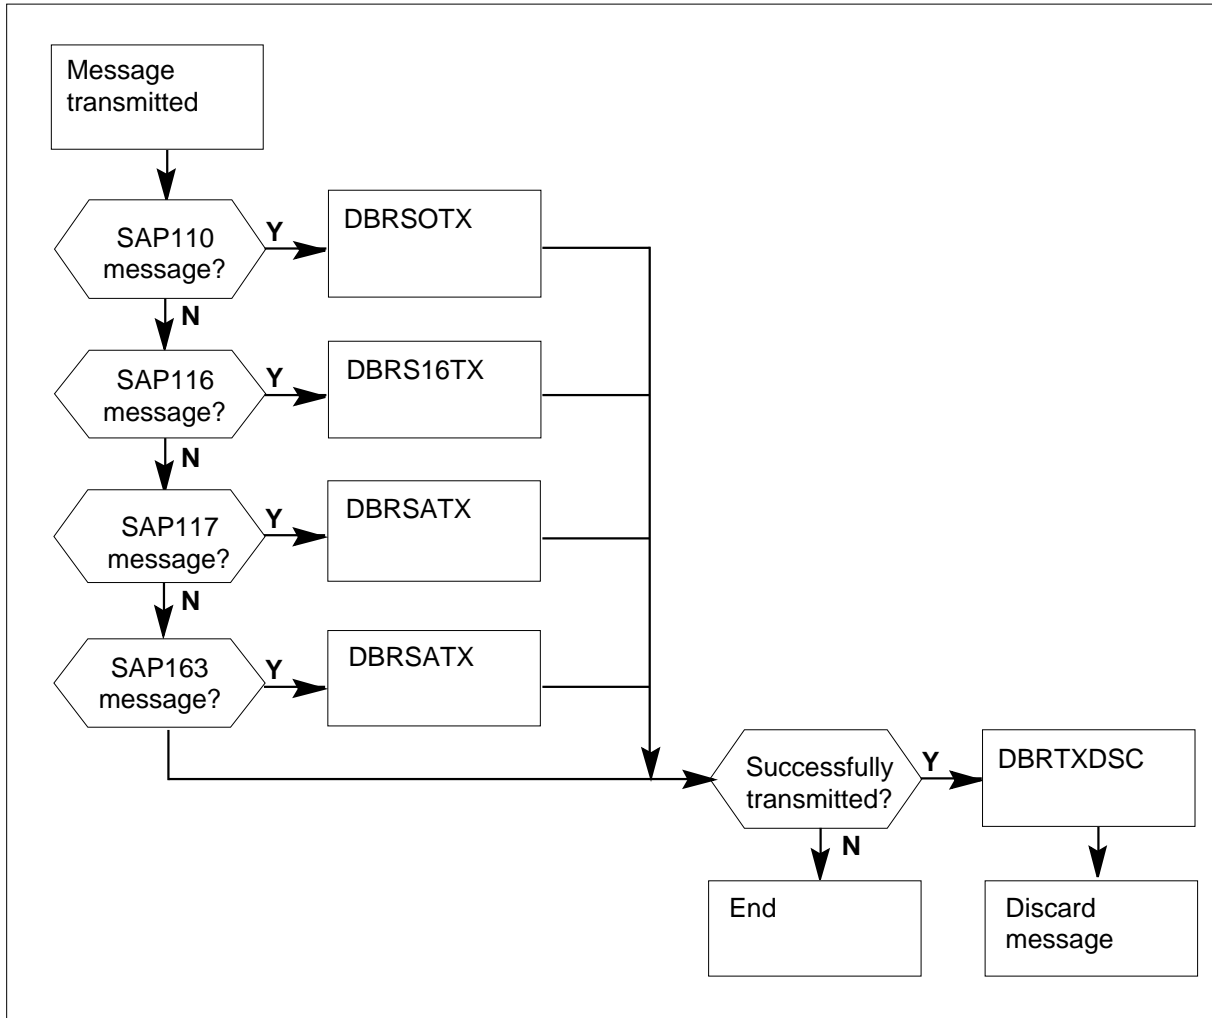 Message
transmitted
SAP110
message?
Y
DBRSOTX
N
SAP116
message?
Y
DBRS16TX
N
SAP117
message?
Y
DBRSATX
N
SAP163
message?
Y
DBRSATX
Successfully
transmitted?
Y
DBRTXDSC
N
End
Discard
message